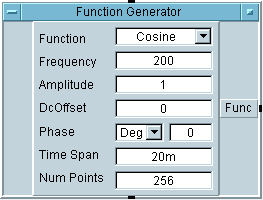 Function Generator
Function Cosine
Frequency 200
Amplitude 1
DcOffset 0 Func
Phase Deg 0
Time Span 20m
Num Points 256